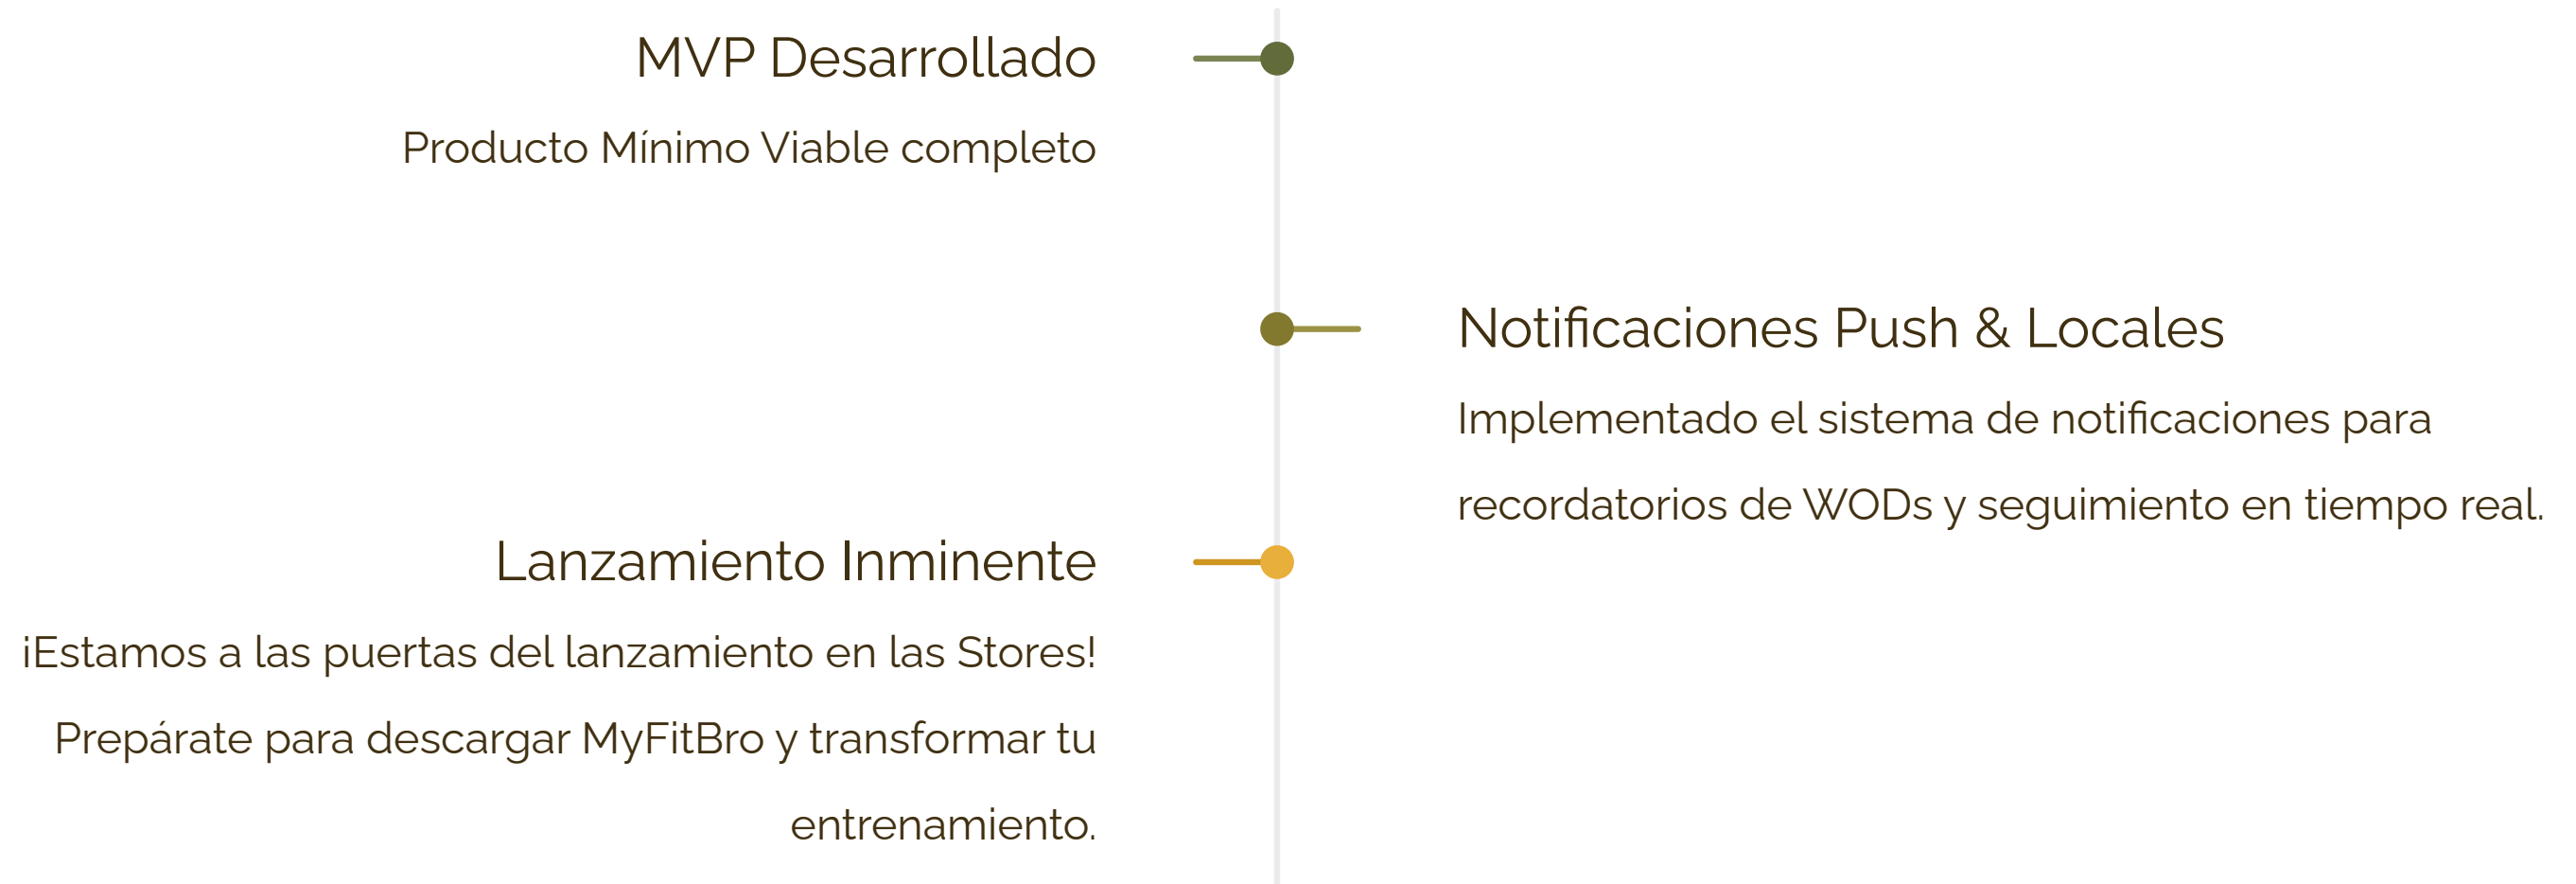 MVP Desarrollado
Producto Mínimo Viable completo
Notificaciones Push & Locales
Implementado el sistema de notificaciones para
recordatorios de WODs y seguimiento en tiempo real.
Lanzamiento Inminente
¡Estamos a las puertas del lanzamiento en las Stores!
Prepárate para descargar MyFitBro y transformar tu
entrenamiento.